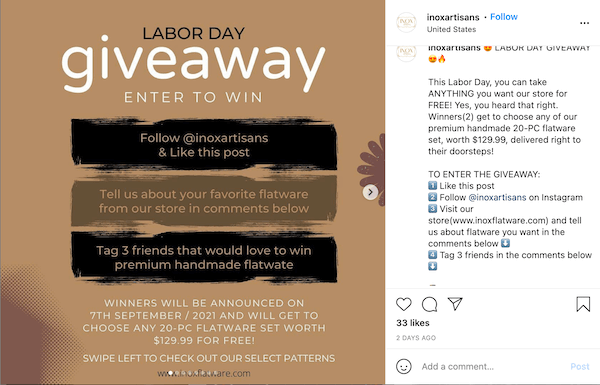 LABOR DAY
giveaway
ENTER TO WIN
Follow @inoxartisans
& Like this post
Tell us about your favorite flatware
from our store in comments below
Tag 3 friends that would love to win
premium handmade flatwate
WINNERS WILL BE ANNOUNCED ON
7TH SEPTEMBER / 2021 AND WILL GET TO
CHOOSE ANY 20-PC FLATWARE SET WORTH
$129.99 FOR FREE!
SWIPE LEFT TO CHECK OUT OUR SELECT PATTERNS
www.inoxflatware.com
INOX
inoxartisans • Follow
United States
INOX
inoxartisans 😍 LABOR DAY GIVEAWAY
😍🔥
This Labor Day, you can take
ANYTHING you want our store for
FREE! Yes, you heard that right.
Winners(2) get to choose any of our
premium handmade 20-PC flatware
set, worth $129.99, delivered right to
their doorsteps!
TO ENTER THE GIVEAWAY:
1️⃣ Like this post
2️⃣ Follow @inoxartisans on Instagram
3️⃣ Visit our
store(www.inoxflatware.com) and tell
us about flatware you want in the
comments below ⬇️
4️⃣ Tag 3 friends in the comments below
⬇️
33 likes
2 DAYS AGO
Add a comment...
Post